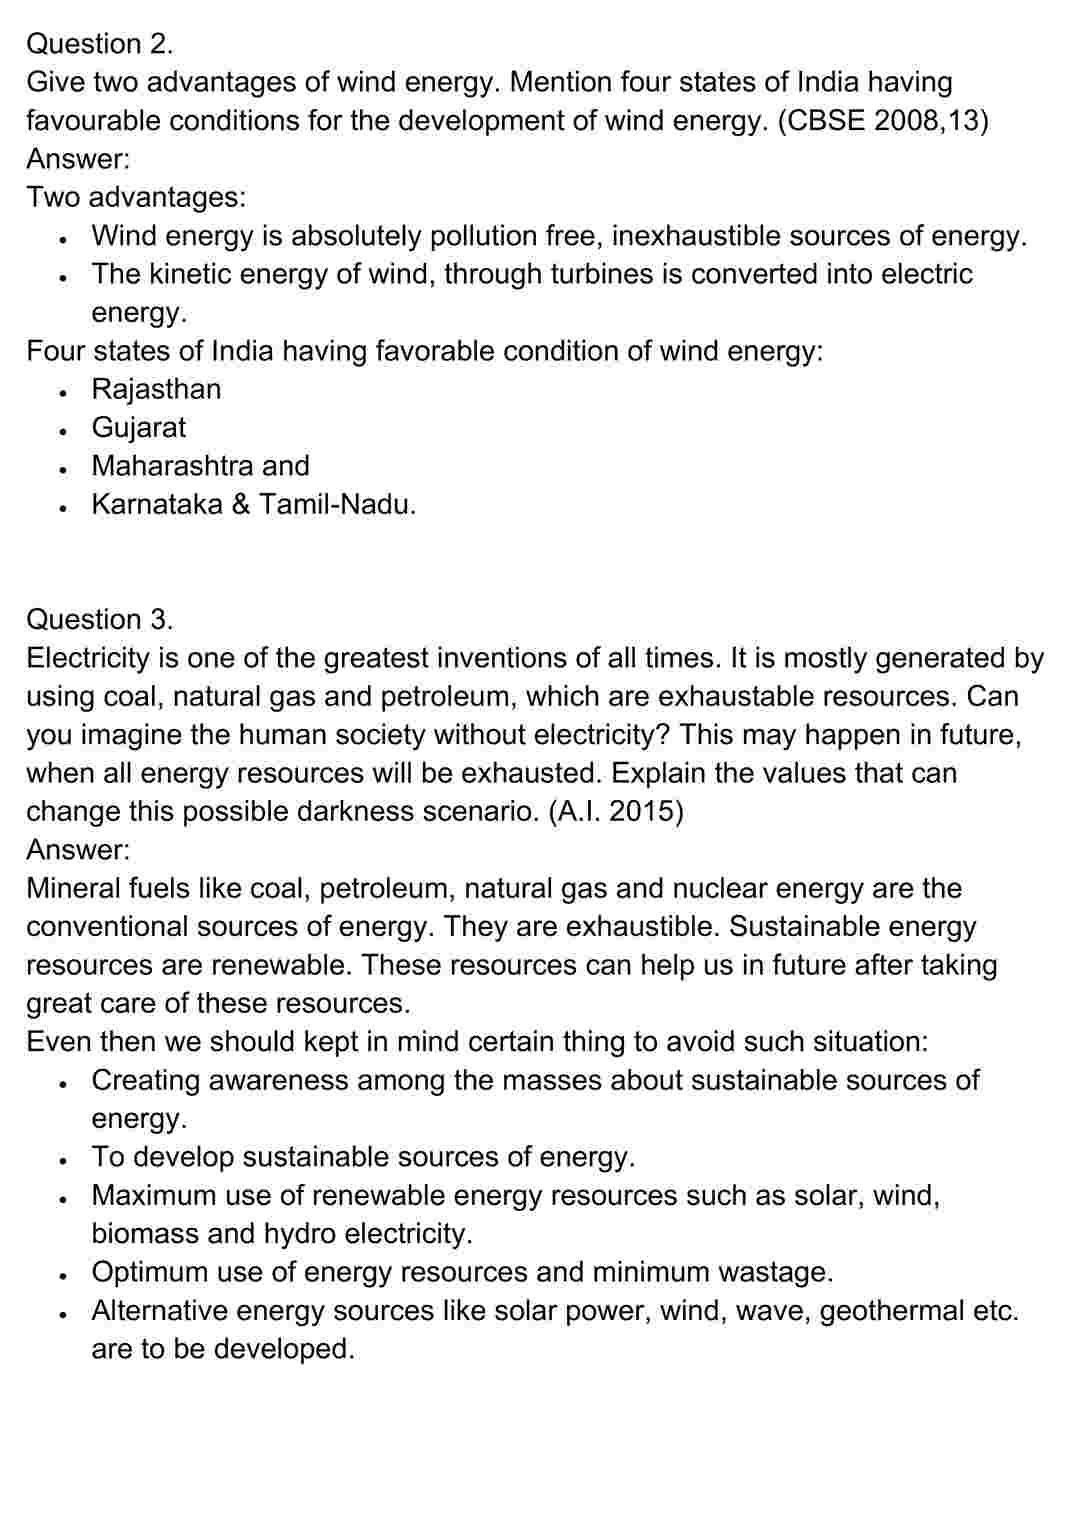 Question 2.
Give two advantages of wind energy. Mention four states of India having
favourable conditions for the development of wind energy. (CBSE 2008,13)
Answer:
Two advantages:
• Wind energy is absolutely pollution free, inexhaustible sources of energy.
• The kinetic energy of wind, through turbines is converted into electric
energy.
Four states of India having favorable condition of wind energy:
• Rajasthan
• Gujarat
• Maharashtra and
• Karnataka & Tamil-Nadu.
Question 3.
Electricity is one of the greatest inventions of all times. It is mostly generated by
using coal, natural gas and petroleum, which are exhaustable resources. Can
you imagine the human society without electricity? This may happen in future,
when all energy resources will be exhausted. Explain the values that can
change this possible darkness scenario. (A.I. 2015)
Answer:
Mineral fuels like coal, petroleum, natural gas and nuclear energy are the
conventional sources of energy. They are exhaustible. Sustainable energy
resources are renewable. These resources can help us in future after taking
great care of these resources.
Even then we should kept in mind certain thing to avoid such situation:
• Creating awareness among the masses about sustainable sources of
energy.
• To develop sustainable sources of energy.
• Maximum use of renewable energy resources such as solar, wind,
biomass and hydro electricity.
• Optimum use of energy resources and minimum wastage.
• Alternative energy sources like solar power, wind, wave, geothermal etc.
are to be developed.